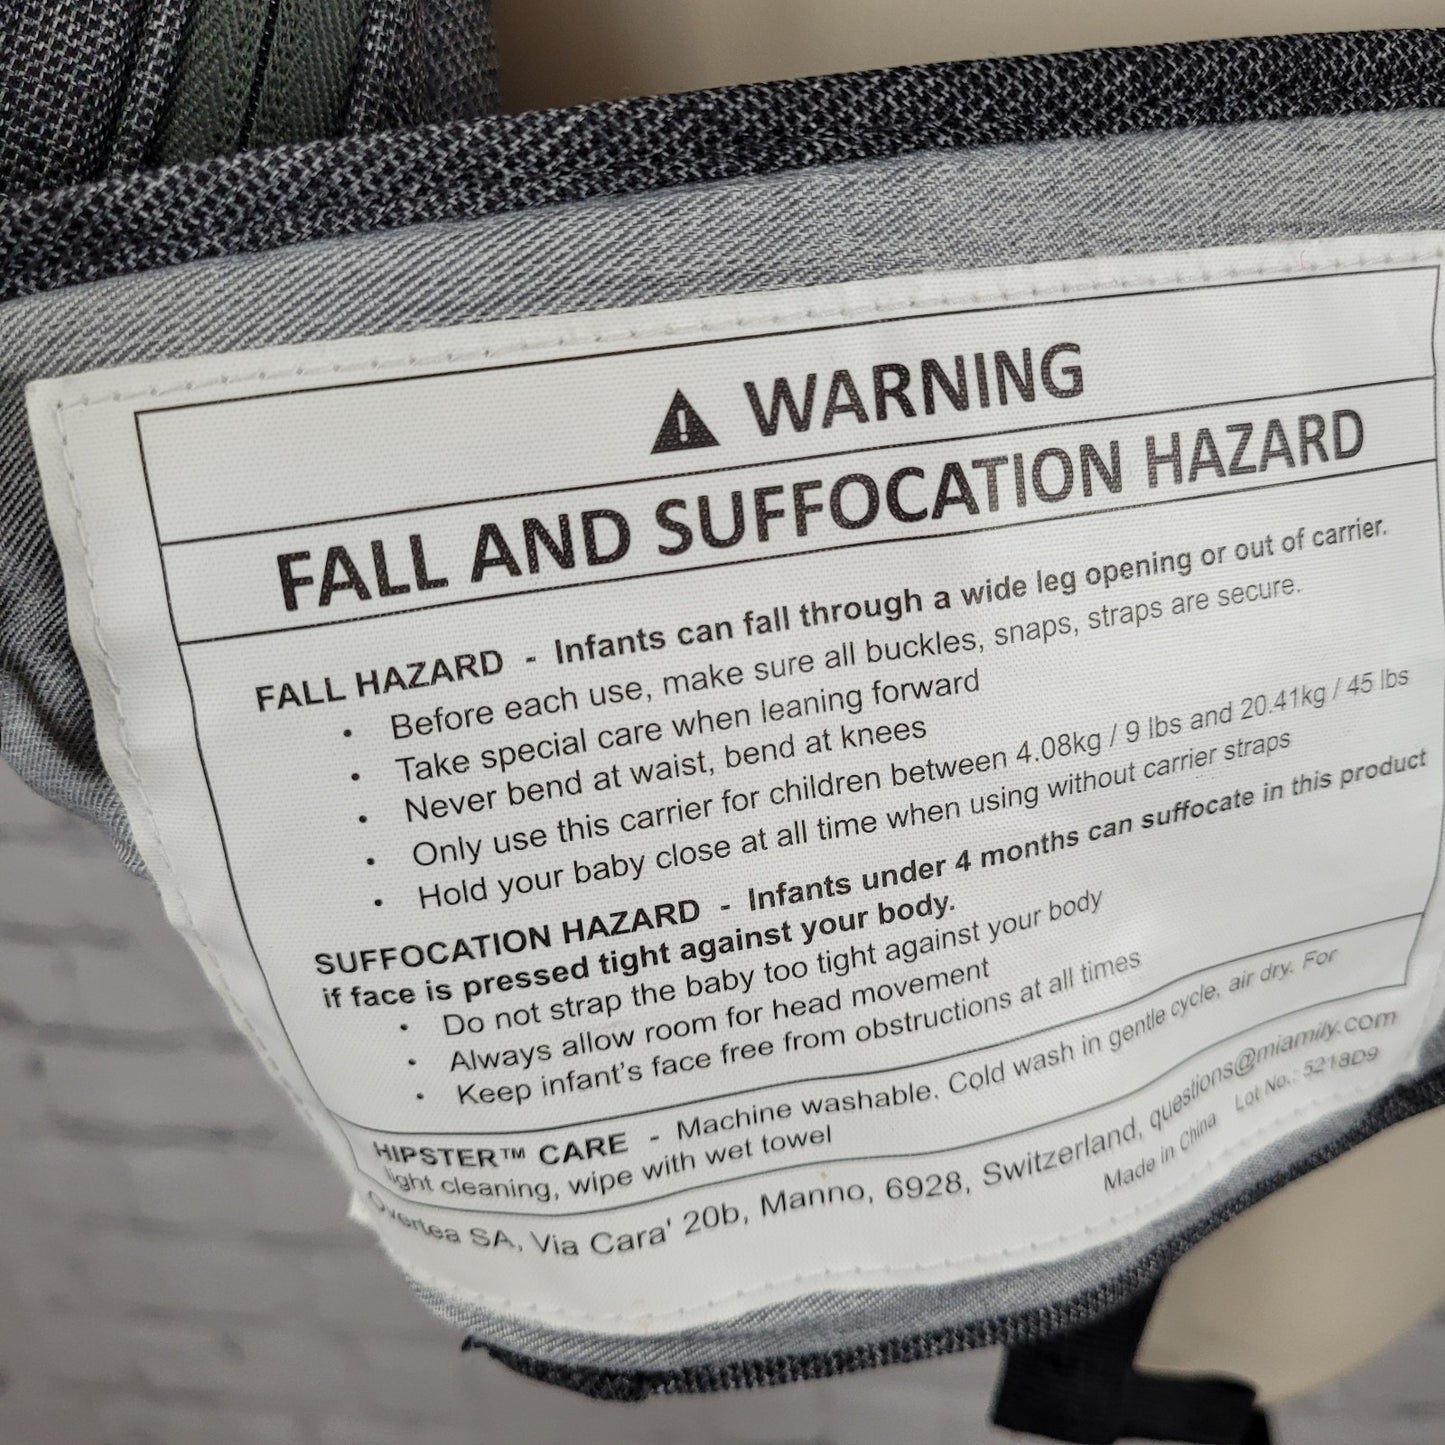 WARNING
FALL AND SUFFOCATION HAZARD
FALL HAZARD - Infants can fall through a wide leg opening or out of carrier.
• Before each use, make sure all buckles, snaps, straps are secure.
• Take special care when leaning forward
• Never bend at waist, bend at knees
• Only use this carrier for children between 4.08kg / 9 lbs and 20.41kg / 45 lbs
• Hold your baby close at all time when using without carrier straps
SUFFOCATION HAZARD - Infants under 4 months can suffocate in this product
if face is pressed tight against your body.
• Do not strap the baby too tight against your body
• Always allow room for head movement
• Keep infant's face free from obstructions at all times
HIPSTER™ CARE - Machine washable. Cold wash in gentle cycle, air dry. For
light cleaning, wipe with wet towel
Overtea SA, Via Cara' 20b, Manno, 6928, Switzerland, questions@miamily.com
Made in China Lot No.: 5218D9